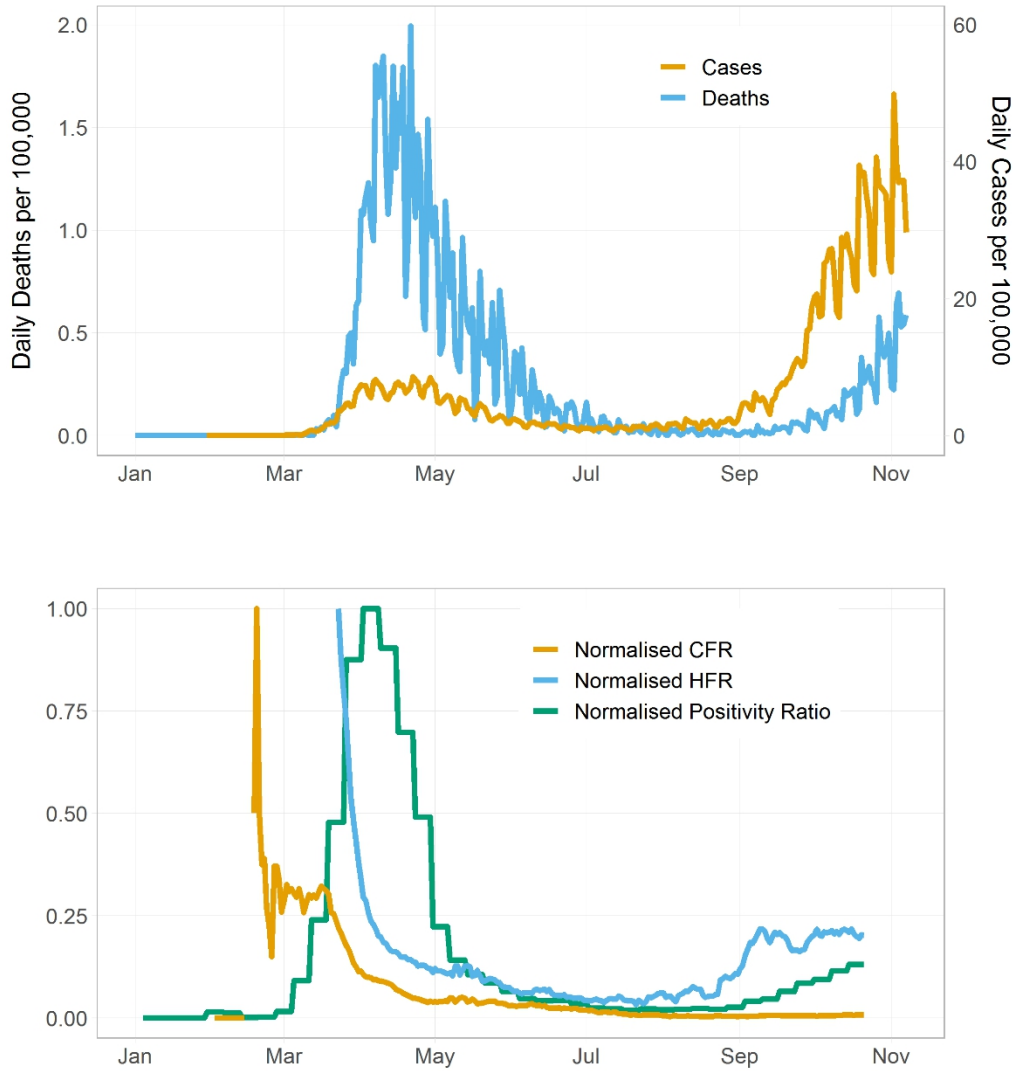 2.0
1.5
1.0
0.5
0.0
Daily Deaths per 100,000
60
40
20
0
Daily Cases per 100,000
Cases
Deaths
Jan
Mar
May
Jul
Sep
Nov
1.00
0.75
0.50
0.25
0.00
Normalised CFR
Normalised HFR
Normalised Positivity Ratio
Jan
Mar
May
Jul
Sep
Nov